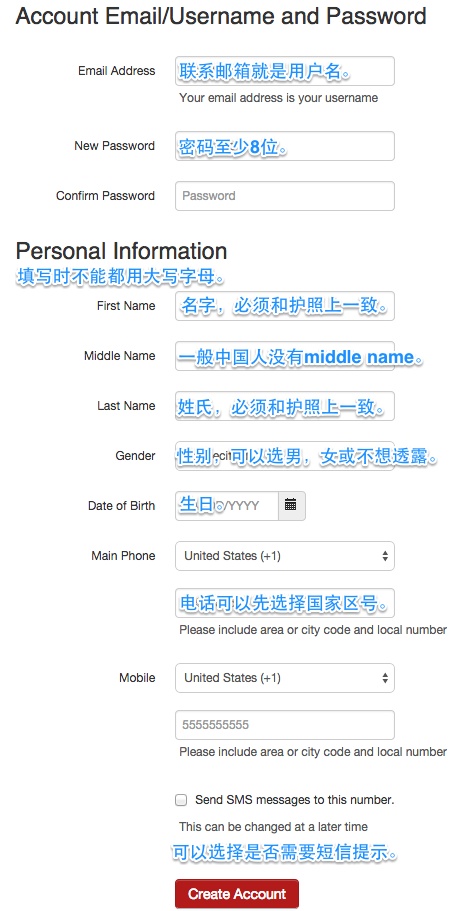 Account Email/Username and Password
Email Address
联系邮箱就是用户名。
Your email address is your username
New Password
密码至少8位。
Confirm Password
Password
Personal Information
填写时不能都用大写字母。
First Name
名字，必须和护照上一致。
Middle Name
一般中国人没有middle name。
Last Name
姓氏，必须和护照上一致。
Gender
性别，可以选男，女或不想透露。
Date of Birth
生日。/YYYY
Main Phone
United States (+1)
电话可以先选择国家区号。
Please include area or city code and local number
Mobile
United States (+1)
5555555555
Please include area or city code and local number
Send SMS messages to this number.
This can be changed at a later time
可以选择是否需要短信提示。
Create Account